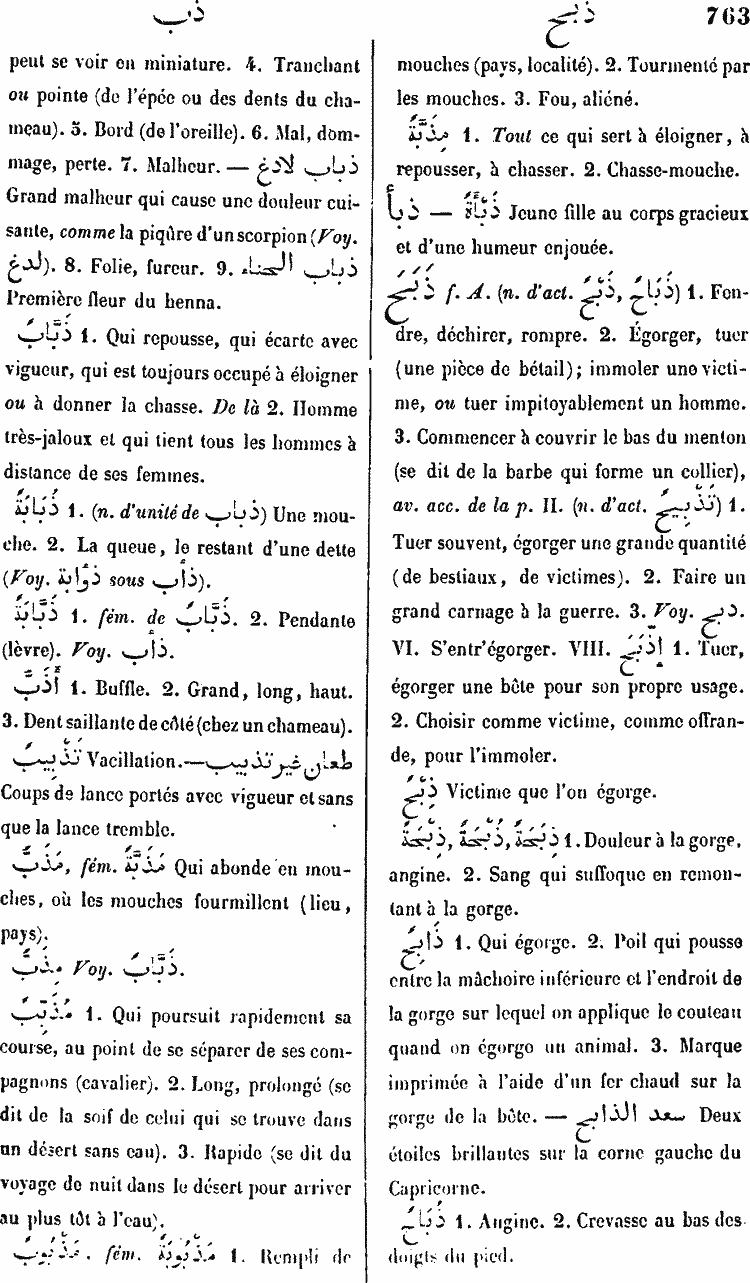 ذب
ذبح
763
peut se voir en miniature. 4. Tranchant
ou pointe (de l'épée ou des dents du cha-
meau). 5. Bord (de l'oreille). 6. Mal, dom-
mage, perte. 7. Malheur. — ذباب لادغ
Grand malheur qui cause une douleur cui-
sante, comme la piqûre d'un scorpion (Voy.
لدغ). 8. Folie, fureur. 9. ذباب الحناء
Première fleur du henna.
ذَبَّابٌ 1. Qui repousse, qui écarte avec
vigueur, qui est toujours occupé à éloigner
ou à donner la chasse. De là 2. Homme
très-jaloux et qui tient tous les hommes à
distance de ses femmes.
ذُبَابَةٌ 1. (n. d'unité de ذباب) Une mou-
che. 2. La queue, le restant d'une dette
(Voy. ذؤابة sous ذأب).
ذَبَّابَةٌ 1. fém. de ذَبَّابٌ. 2. Pendante
(lèvre). Voy. ذأب.
أَذَبُّ 1. Buffle. 2. Grand, long, haut.
3. Dent saillante de côté (chez un chameau).
تَذْبِيبٌ Vacillation. — طعان غير تذبيب
Coups de lance portés avec vigueur et sans
que la lance tremble.
مَذَبٌّ, fém. مَذَبَّةٌ Qui abonde en mou-
ches, où les mouches fourmillent (lieu,
pays).
مِذَبٌّ Voy. ذَبَّابٌ.
مُذَبِّبٌ 1. Qui poursuit rapidement sa
course, au point de se séparer de ses com-
pagnons (cavalier). 2. Long, prolongé (se
dit de la soif de celui qui se trouve dans
un désert sans eau). 3. Rapide (se dit du
voyage de nuit dans le désert pour arriver
au plus tôt à l'eau).
مَذْبُوبٌ. fém. مَذْبُوبَةٌ 1. Rempli de
mouches (pays, localité). 2. Tourmenté par
les mouches. 3. Fou, aliéné.
مِذَبَّةٌ 1. Tout ce qui sert à éloigner, à
repousser, à chasser. 2. Chasse-mouche.
ذبأ — ذَبْأَةٌ Jeune fille au corps gracieux
et d'une humeur enjouée.
ذَبَحَ f. A. (n. d'act. ذَبْحٌ, ذُبَاحٌ) 1. Fen-
dre, déchirer, rompre. 2. Égorger, tuer
(une pièce de bétail); immoler une victi-
me, ou tuer impitoyablement un homme.
3. Commencer à couvrir le bas du menton
(se dit de la barbe qui forme un collier),
av. acc. de la p. II. (n. d'act. تَذْبِيحٌ) 1.
Tuer souvent, égorger une grande quantité
(de bestiaux, de victimes). 2. Faire un
grand carnage à la guerre. 3. Voy. دبح.
VI. S'entr'égorger. VIII. إِذَّبَحَ 1. Tuer,
égorger une bête pour son propre usage.
2. Choisir comme victime, comme offran-
de, pour l'immoler.
ذِبْحٌ Victime que l'on égorge.
ذِبْحَةٌ, ذُبْحَةٌ, ذَبْحَةٌ 1. Douleur à la gorge,
angine. 2. Sang qui suffoque en remon-
tant à la gorge.
ذَابِحٌ 1. Qui égorge. 2. Poil qui pousse
entre la mâchoire inférieure et l'endroit de
la gorge sur lequel on applique le couteau
quand on égorge un animal. 3. Marque
imprimée à l'aide d'un fer chaud sur la
gorge de la bête. — سعد الذابح Deux
étoiles brillantes sur la corne gauche du
Capricorne.
ذُبَاحٌ 1. Angine. 2. Crevasse au bas des
doigts du pied.